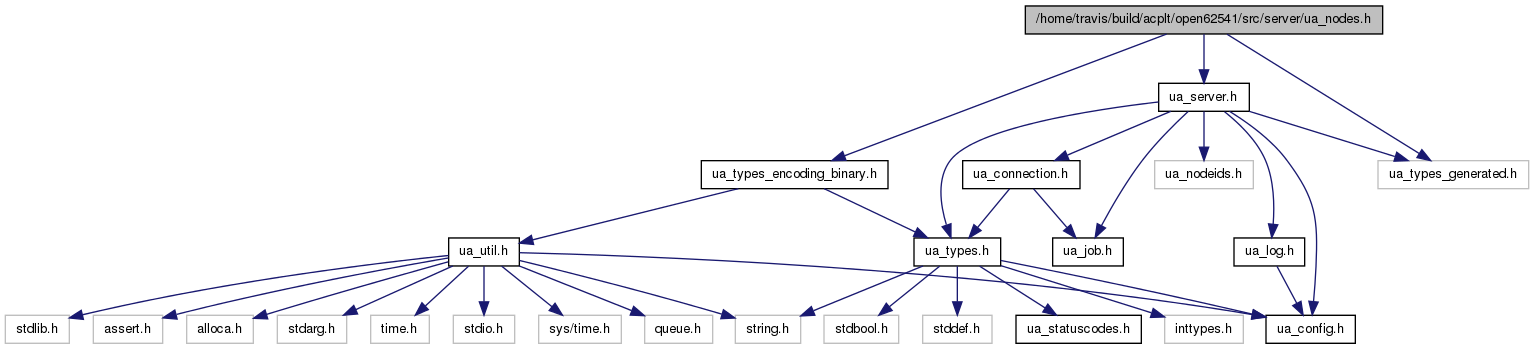 /home/travis/build/acplt/open62541/src/server/ua_nodes.h
ua_server.h
ua_types_encoding_binary.h
ua_connection.h
ua_nodeids.h
ua_types_generated.h
ua_util.h
ua_types.h
ua_job.h
ua_log.h
stdlib.h
assert.h
alloca.h
stdarg.h
time.h
stdio.h
sys/time.h
queue.h
string.h
stdbool.h
stddef.h
ua_statuscodes.h
inttypes.h
ua_config.h